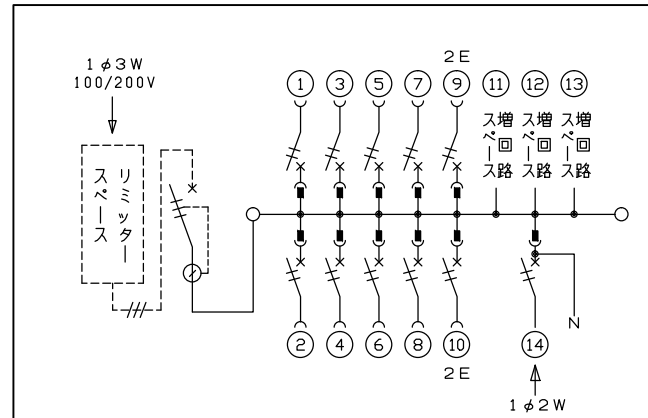 1φ3W
100/200V
リミッター
スペース
2E
1 3 5 7 9 11 12 13
増回路
スペース
増回路
スペース
増回路
スペース
N
2 4 6 8 10 14
2E
1φ2W